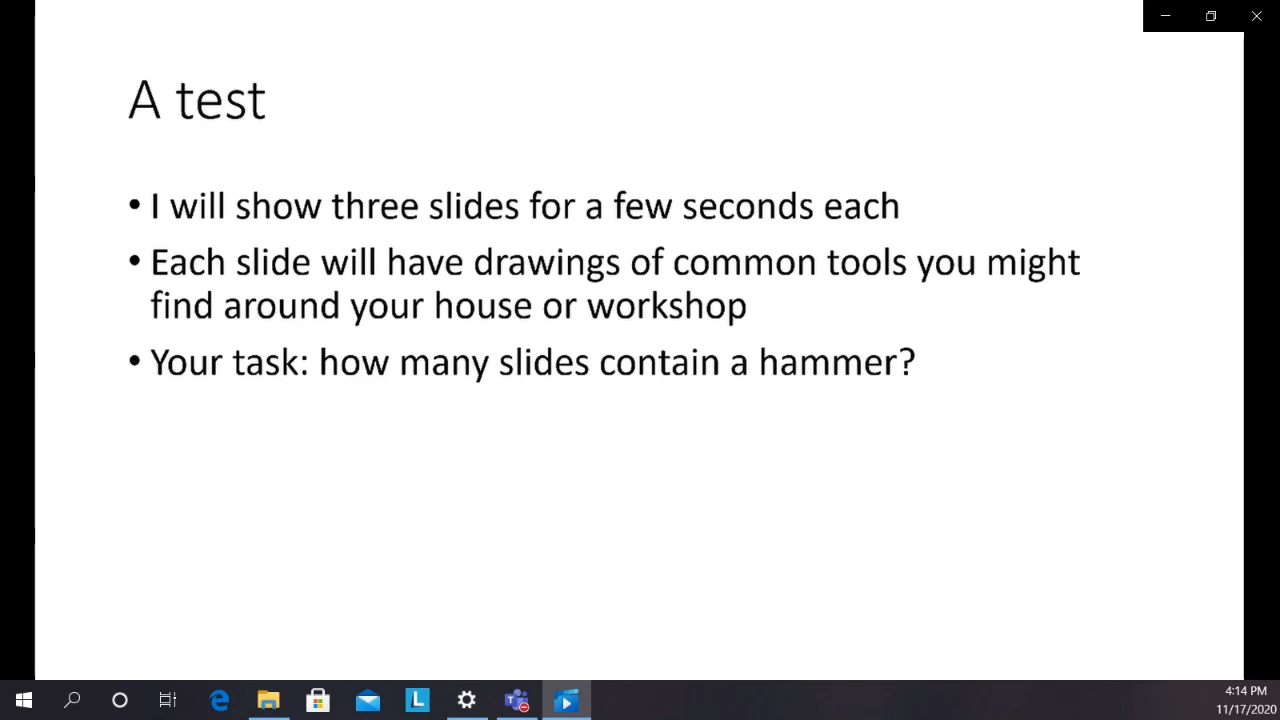 A test
• I will show three slides for a few seconds each
• Each slide will have drawings of common tools you might
find around your house or workshop
• Your task: how many slides contain a hammer?
L
4:14 PM
11/17/2020